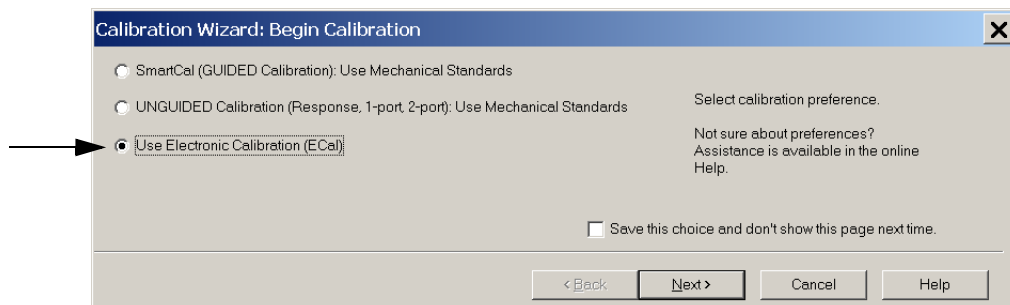 Calibration Wizard: Begin Calibration
SmartCal (GUIDED Calibration): Use Mechanical Standards
UNGUIDED Calibration (Response, 1-port, 2-port): Use Mechanical Standards
Use Electronic Calibration (ECal)
Select calibration preference.
Not sure about preferences?
Assistance is available in the online
Help.
Save this choice and don't show this page next time.
< Back
Next >
Cancel
Help